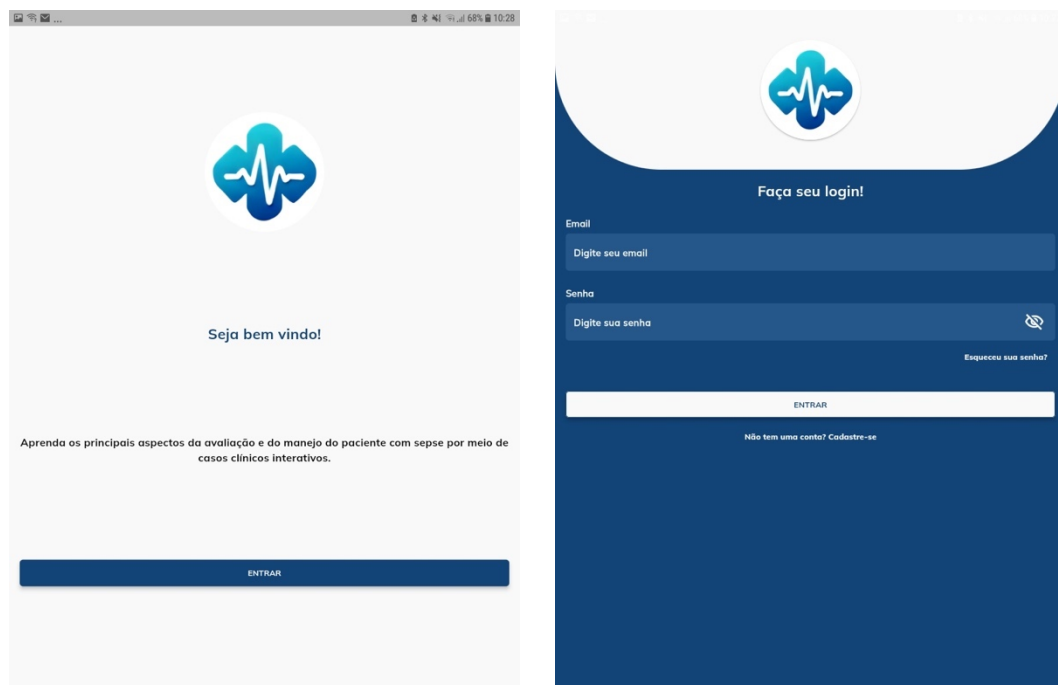 ...
68% 10:28
Seja bem vindo!
Aprenda os principais aspectos da avaliação e do manejo do paciente com sepse por meio de
casos clínicos interativos.
ENTRAR
Faça seu login!
Email
Digite seu email
Senha
Digite sua senha
Esqueceu sua senha?
ENTRAR
Não tem uma conta? Cadastre-se